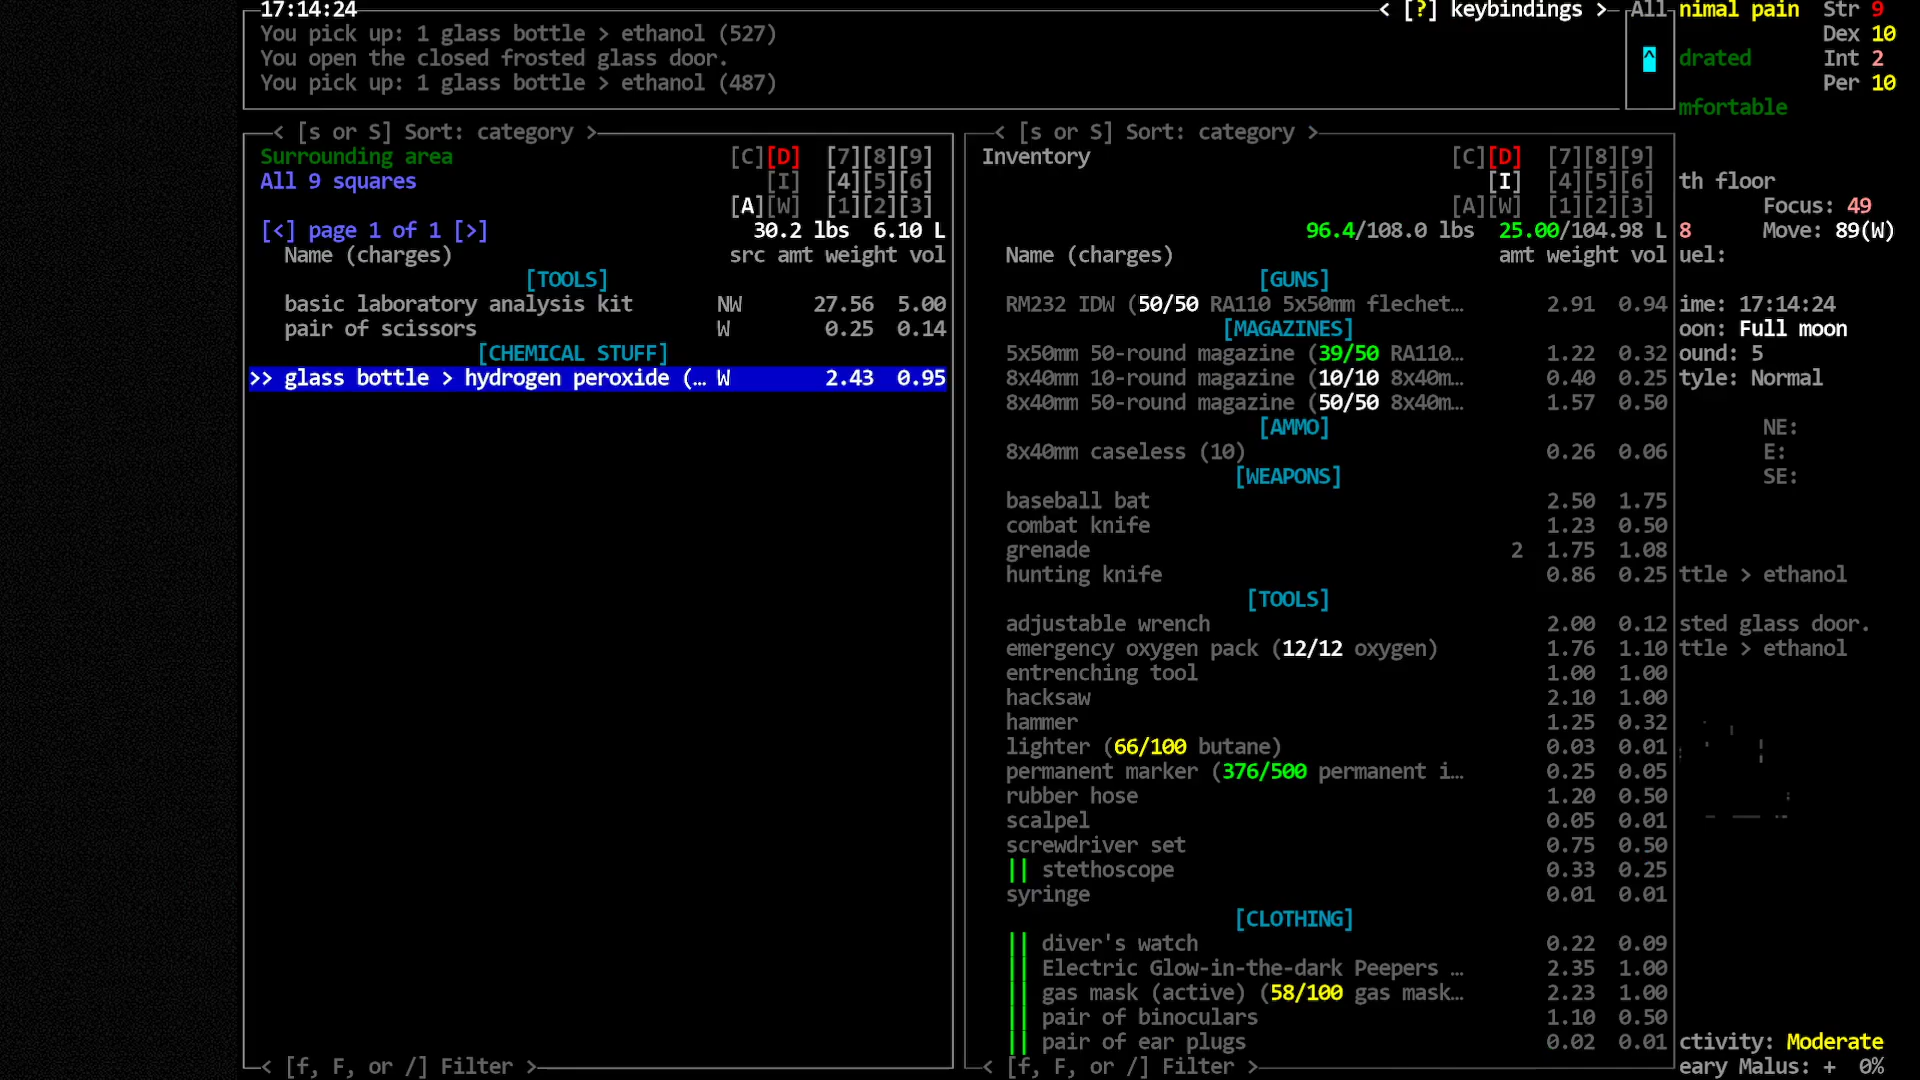 17:14:24
< [?] keybindings >
All
nimal pain
Str 9
You pick up: 1 glass bottle > ethanol (527)
Dex 10
You open the closed frosted glass door.
^
drated
Int 2
You pick up: 1 glass bottle > ethanol (487)
Per 10
mfortable
< [s or S] Sort: category >
Surrounding area
[C][D] [7][8][9]
All 9 squares
[I] [4][5][6]
[A][W] [1][2][3]
[<] page 1 of 1 [>]
30.2 lbs 6.10 L
Name (charges) src amt weight vol
[TOOLS]
basic laboratory analysis kit NW 27.56 5.00
pair of scissors W 0.25 0.14
[CHEMICAL STUFF]
>> glass bottle > hydrogen peroxide (… W 2.43 0.95
< [f, F, or /] Filter >
< [s or S] Sort: category >
Inventory
[C][D] [7][8][9]
[I] [4][5][6]
[A][W] [1][2][3]
96.4/108.0 lbs 25.00/104.98 L
Name (charges) amt weight vol
[GUNS]
RM232 IDW (50/50 RA110 5x50mm flechet… 2.91 0.94
[MAGAZINES]
5x50mm 50-round magazine (39/50 RA110… 1.22 0.32
8x40mm 10-round magazine (10/10 8x40m… 0.40 0.25
8x40mm 50-round magazine (50/50 8x40m… 1.57 0.50
[AMMO]
8x40mm caseless (10) 0.26 0.06
[WEAPONS]
baseball bat 2.50 1.75
combat knife 1.23 0.50
grenade 2 1.75 1.08
hunting knife 0.86 0.25
[TOOLS]
adjustable wrench 2.00 0.12
emergency oxygen pack (12/12 oxygen) 1.76 1.10
entrenching tool 1.00 1.00
hacksaw 2.10 1.00
hammer 1.25 0.32
lighter (66/100 butane) 0.03 0.01
permanent marker (376/500 permanent i… 0.25 0.05
rubber hose 1.20 0.50
scalpel 0.05 0.01
screwdriver set 0.75 0.50
|| stethoscope 0.33 0.25
syringe 0.01 0.01
[CLOTHING]
|| diver's watch 0.22 0.09
|| Electric Glow-in-the-dark Peepers … 2.35 1.00
|| gas mask (active) (58/100 gas mask… 2.23 1.00
|| pair of binoculars 1.10 0.50
|| pair of ear plugs 0.02 0.01
< [f, F, or /] Filter >
th floor
Focus: 49
8 Move: 89(W)
uel:
ime: 17:14:24
oon: Full moon
ound: 5
tyle: Normal
NE:
E:
SE:
ttle > ethanol
sted glass door.
ttle > ethanol
ctivity: Moderate
eary Malus: + 0%